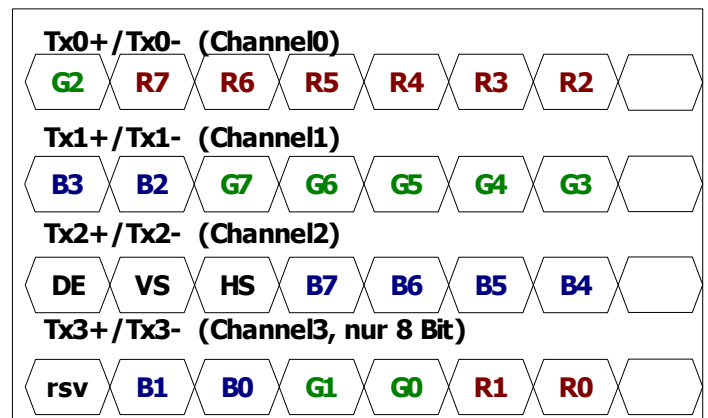 Tx0+/Tx0- (Channel0)
G2 R7 R6 R5 R4 R3 R2
Tx1+/Tx1- (Channel1)
B3 B2 G7 G6 G5 G4 G3
Tx2+/Tx2- (Channel2)
DE VS HS B7 B6 B5 B4
Tx3+/Tx3- (Channel3, nur 8 Bit)
rsv B1 B0 G1 G0 R1 R0